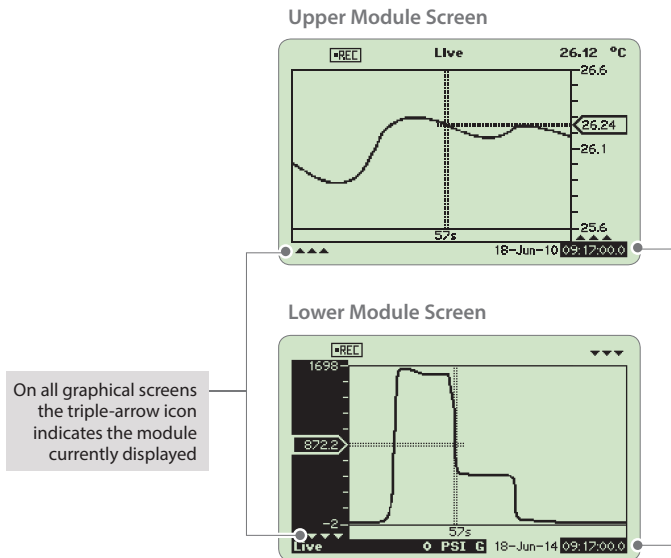 Upper Module Screen
REC Live 26.12 °C
26.6
26.24
26.1
25.6
57s
18-Jun-10 09:17:00.0
Lower Module Screen
REC
1698
872.2
-2
57s
Live 0 PSI G 18-Jun-14 09:17:00.0
On all graphical screens
the triple-arrow icon
indicates the module
currently displayed